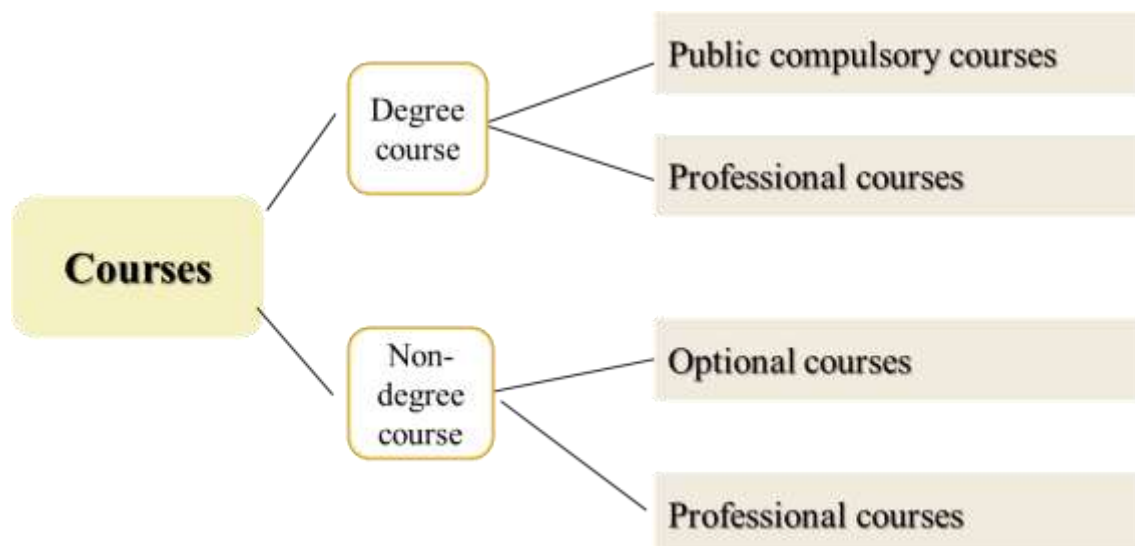 Public compulsory courses
Degree
course
Professional courses
Courses
Non-
degree
course
Optional courses
Professional courses